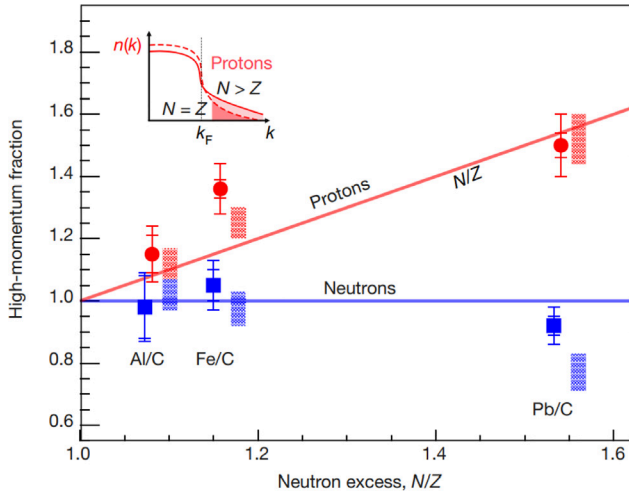 1.8
1.6
1.4
1.2
1.0
0.8
0.6
High-momentum fraction
n(k)
Protons
N > Z
N = Z
k_F
k
Protons
N/Z
Neutrons
Al/C
Fe/C
Pb/C
1.0
1.2
1.4
1.6
Neutron excess, N/Z